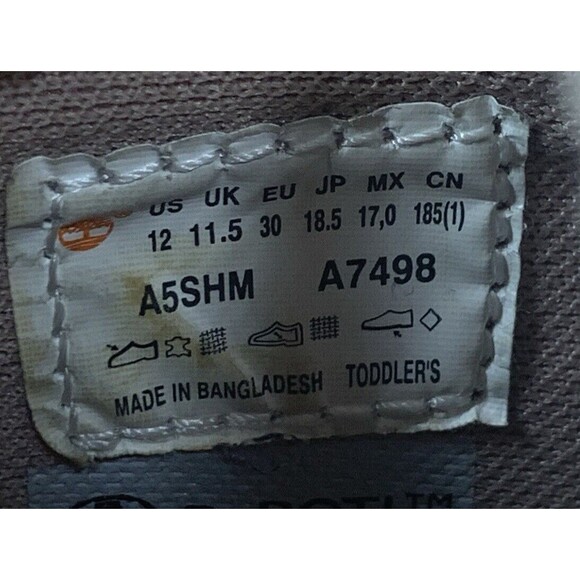 US UK EU JP MX CN
12 11.5 30 18.5 17,0 185(1)
A5SHM A7498
MADE IN BANGLADESH TODDLER'S